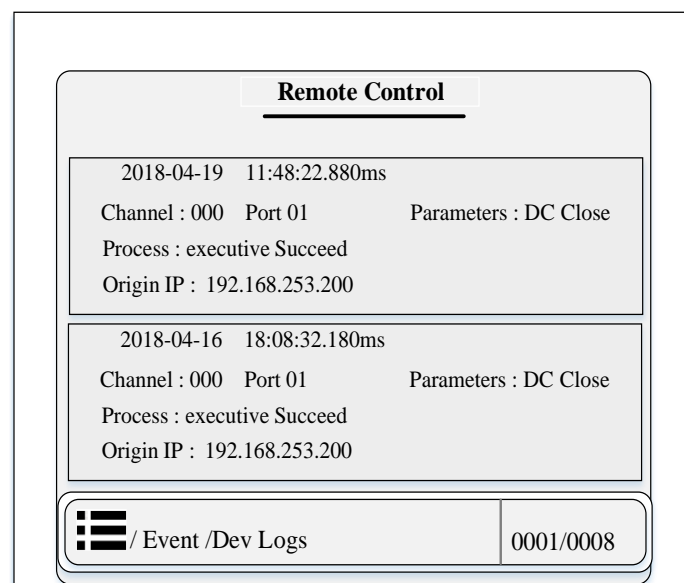 Remote Control
2018-04-19 11:48:22.880ms
Channel : 000 Port 01 Parameters : DC Close
Process : executive Succeed
Origin IP : 192.168.253.200
2018-04-16 18:08:32.180ms
Channel : 000 Port 01 Parameters : DC Close
Process : executive Succeed
Origin IP : 192.168.253.200
/ Event /Dev Logs 0001/0008